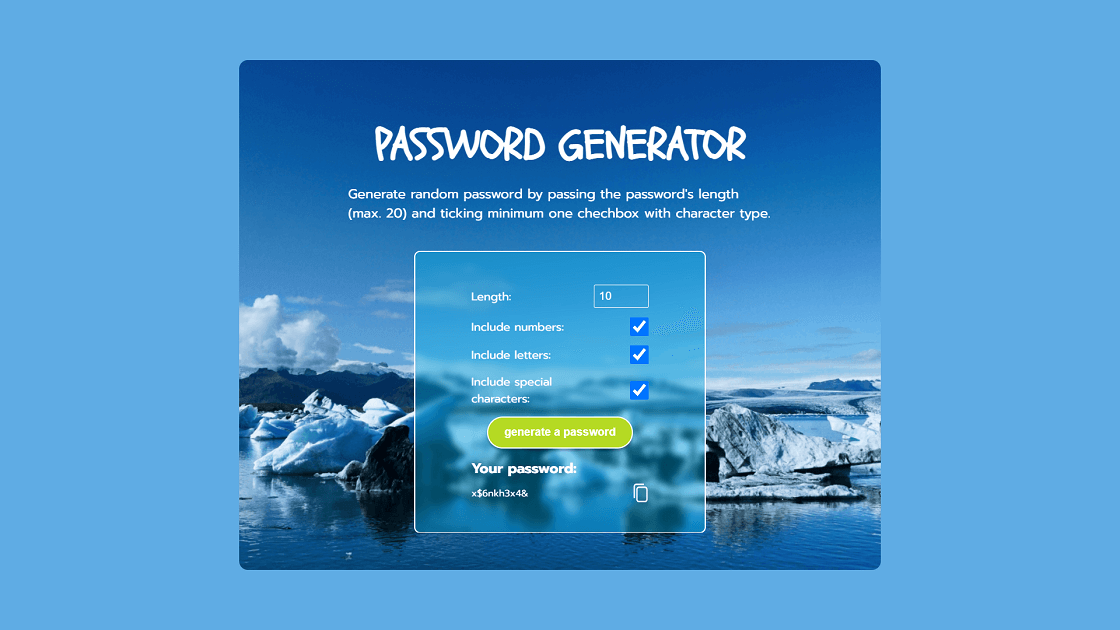 PASSWORD GENERATOR
Generate random password by passing the password's length
(max. 20) and ticking minimum one chechbox with character type.
Length: 10
Include numbers:
Include letters:
Include special
characters:
generate a password
Your password:
x$6nkh3x4&